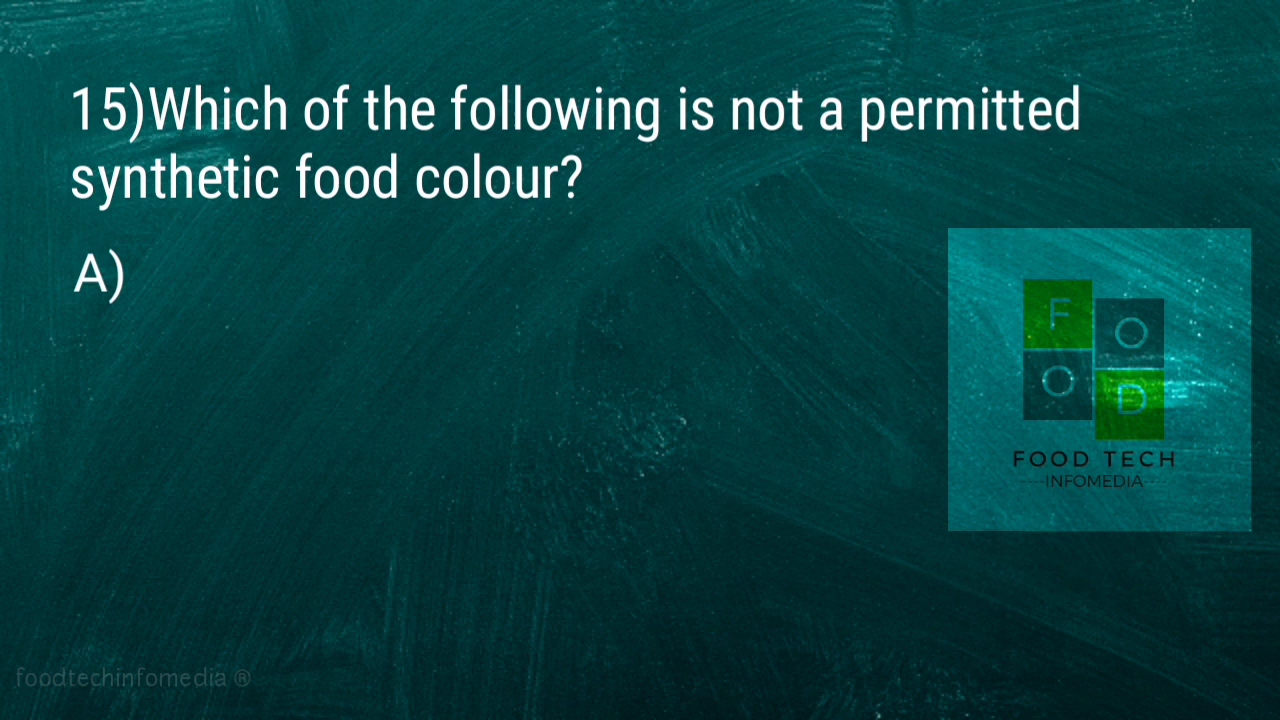 15)Which of the following is not a permitted
synthetic food colour?
A)
F
O
O
D
FOOD TECH
INFOMEDIA
foodtechinfomedia ®